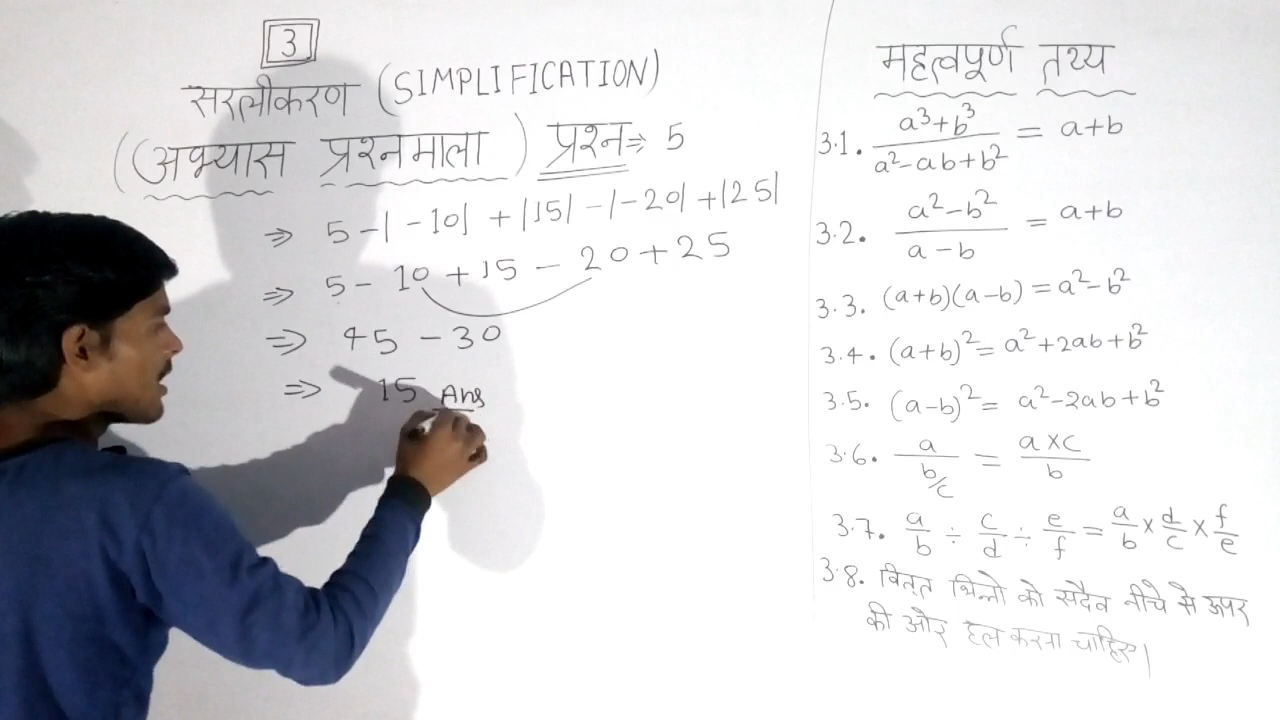 3
सरलीकरण (SIMPLIFICATION)
(अभ्यास प्रश्नमाला) प्रश्न ⇒ 5
⇒ 5-|-10| + |15| - |-20| + |25|
⇒ 5 - 10 + 15 - 20 + 25
⇒ 45 - 30
⇒ 15 Ans
महत्वपूर्ण तथ्य
3.1. (a³+b³)/(a²-ab+b²) = a+b
3.2. (a²-b²)/(a-b) = a+b
3.3. (a+b)(a-b) = a²-b²
3.4. (a+b)² = a²+2ab+b²
3.5. (a-b)² = a²-2ab+b²
3.6. a/(b/c) = (a×c)/b
3.7. a/b ÷ c/d ÷ e/f = a/b × d/c × f/e
3.8. वितत भिन्नो को सदैव नीचे से ऊपर
की ओर हल करना चाहिए।